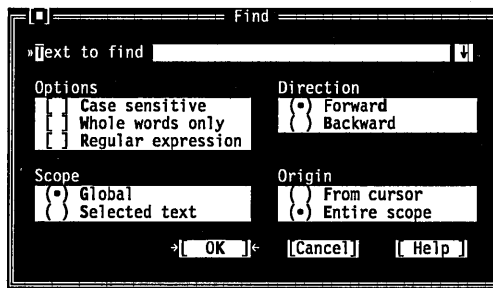 [■] Find
»Text to find ↓
Options Direction
[ ] Case sensitive (•) Forward
[ ] Whole words only ( ) Backward
[ ] Regular expression
Scope Origin
(•) Global ( ) From cursor
( ) Selected text (•) Entire scope
→[ OK ]← [Cancel] [ Help ]